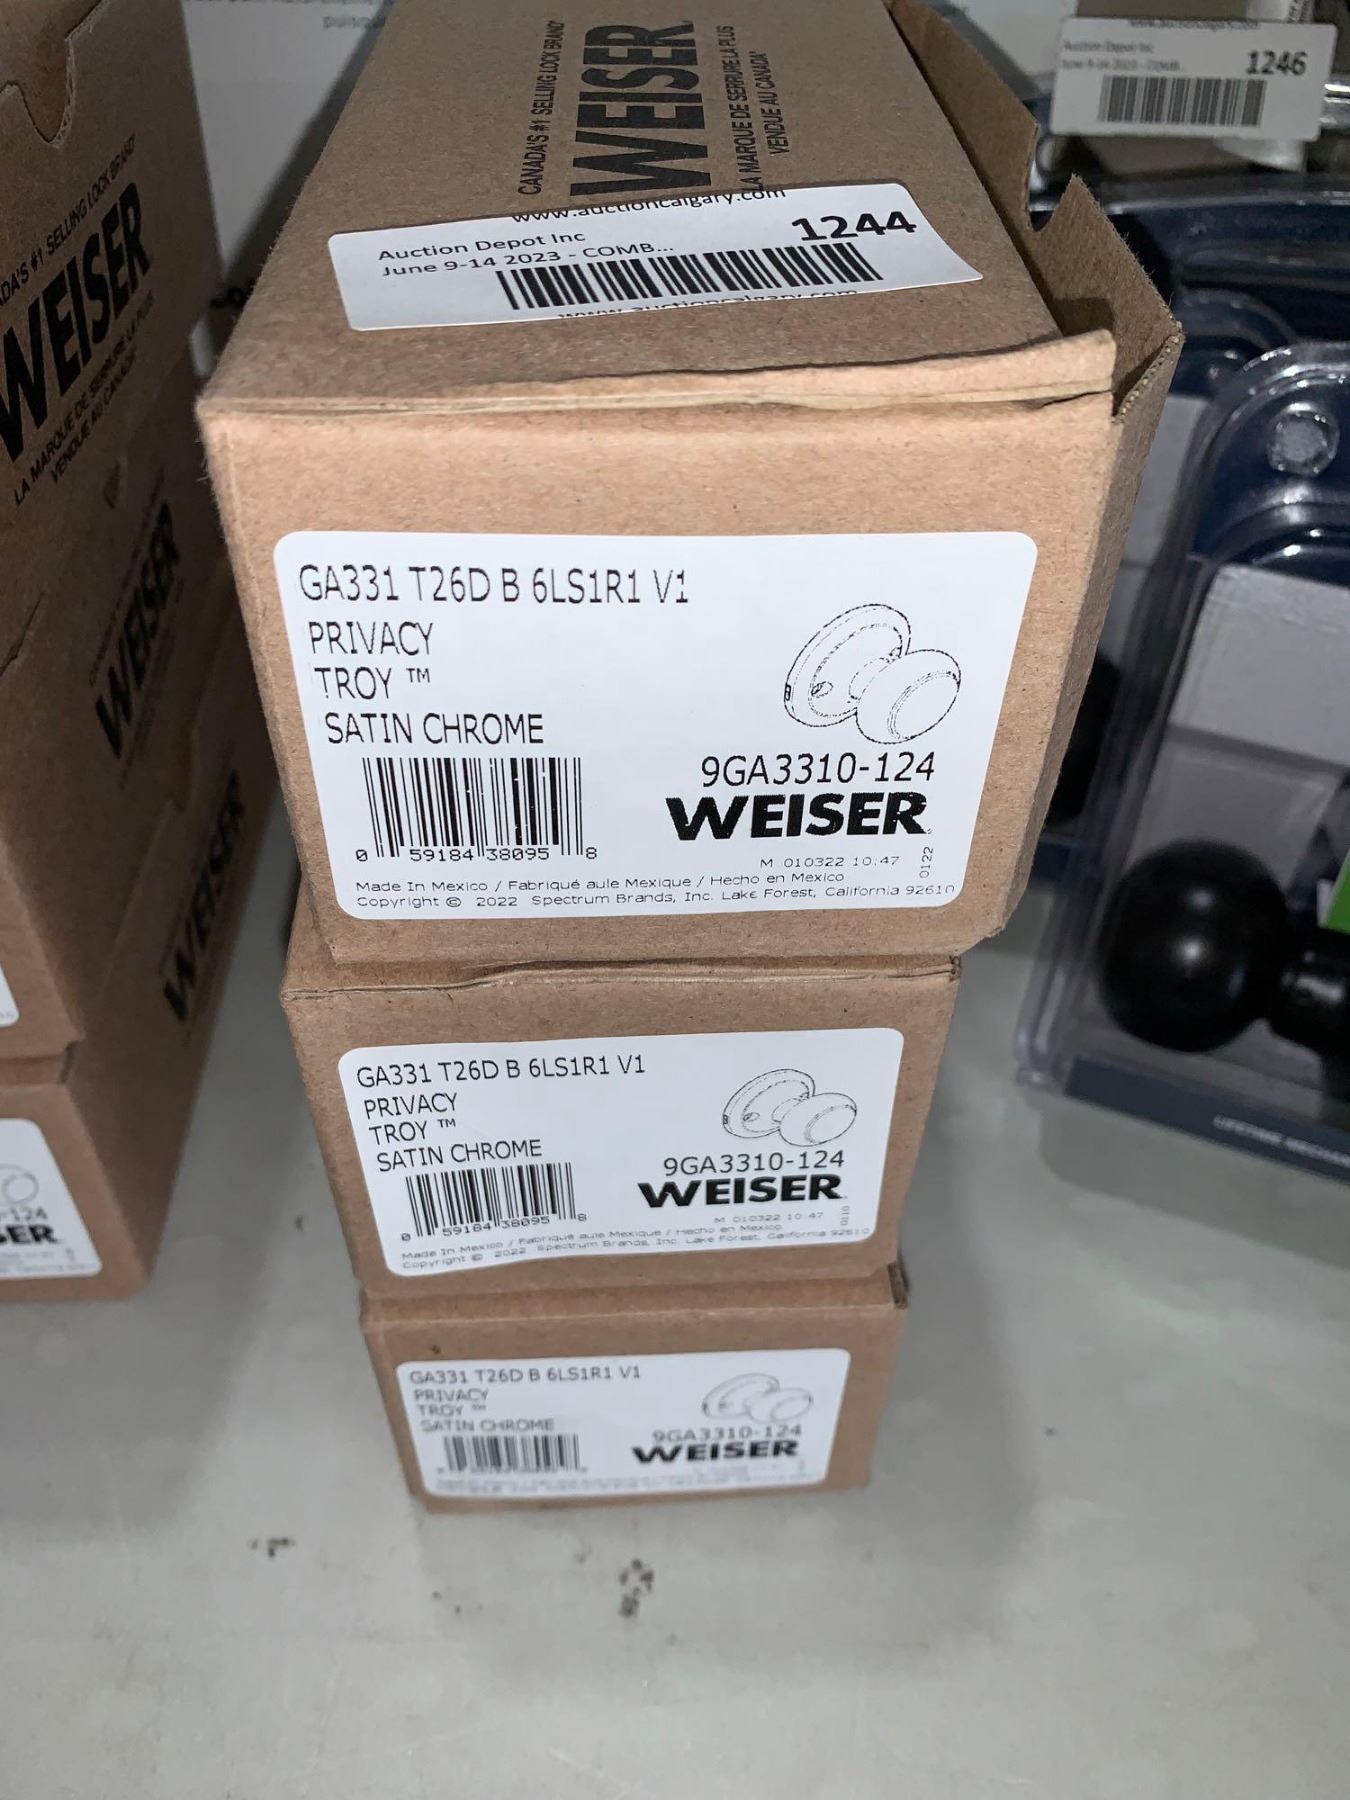 CANADA'S #1 SELLING LOCK BRAND
WEISER
LA MARQUE DE SERRURE LA PLUS
VENDUE AU CANADA
www.auctioncalgary.com
Auction Depot Inc
June 9-14 2023 - COMB...
1244
www.auctioncalgary.com
1246
Auction Depot Inc
GA331 T26D B 6LS1R1 V1
PRIVACY
TROY ™
SATIN CHROME
9GA3310-124
WEISER
0 59184 38095 8
M 010322 10:47
0122
Made In Mexico / Fabriqué aule Mexique / Hecho en Mexico
Copyright © 2022 Spectrum Brands, Inc. Lake Forest, California 92610
GA331 T26D B 6LS1R1 V1
PRIVACY
TROY ™
SATIN CHROME
9GA3310-124
WEISER
0 59184 38095 8
M 010322 10:47
0110
Made In Mexico / Fabriqué aule Mexique / Hecho en Mexico
Copyright © 2022 Spectrum Brands, Inc. Lake Forest, California 92610
GA331 T26D B 6LS1R1 V1
PRIVACY
TROY ™
SATIN CHROME
9GA3310-124
WEISER
#1 SELLING LOCK BRAND
WEISER
LA MARQUE DE SERRURE LA PLUS
VENDUE AU CANADA
WEISER
WEISER
-124
SER